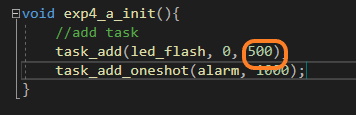 void exp4_a_init(){
//add task
task_add(led_flash, 0, 500)
task_add_oneshot(alarm, 1000);
}